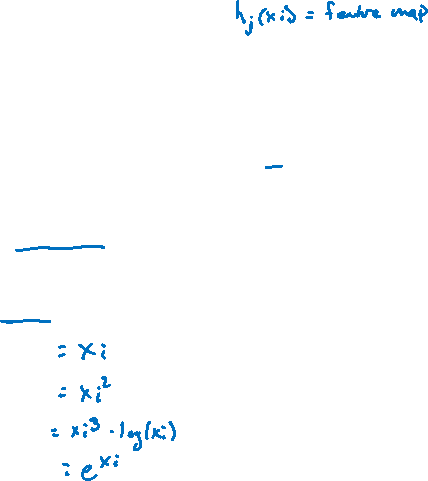 hj(xi) = feature map
= xi
= xi²
= xi³ · log(xi)
= e^xi